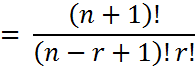 = (n + 1)! / (n − r + 1)! r!